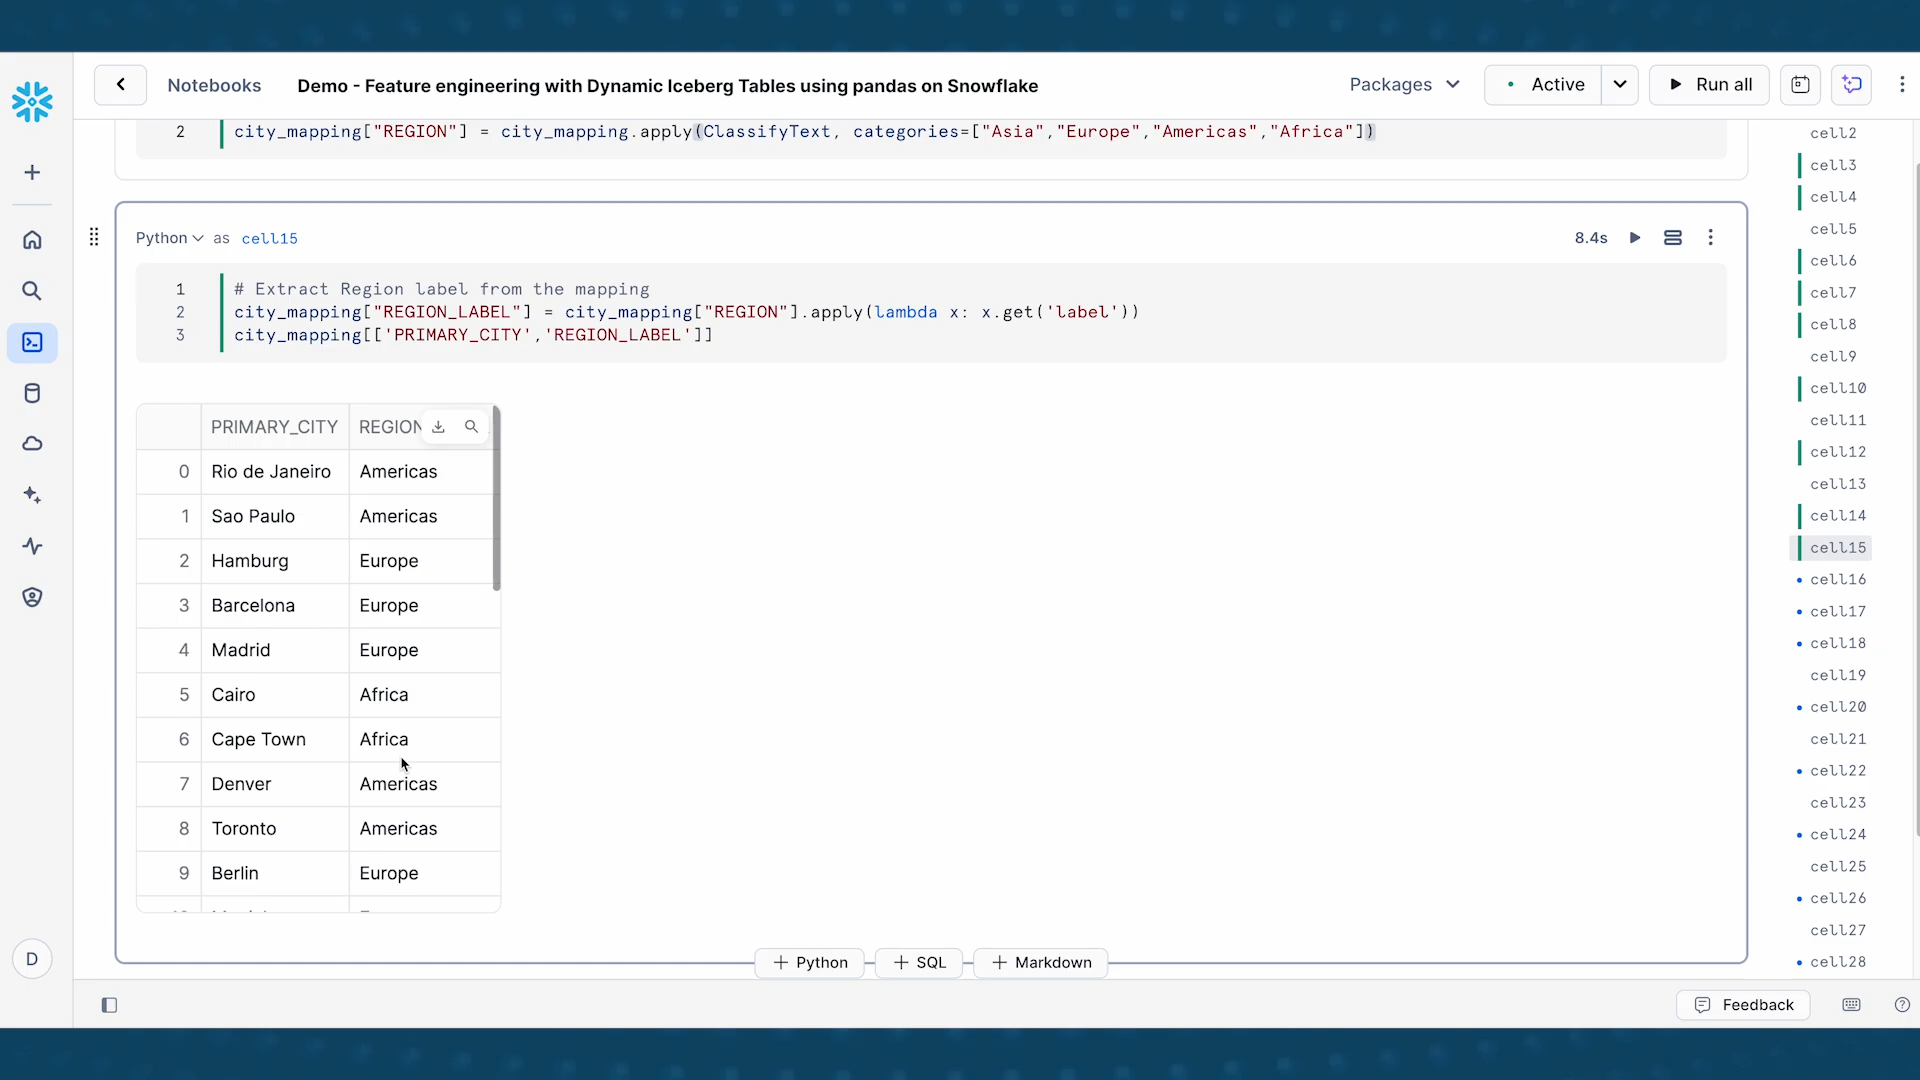 Notebooks
Demo - Feature engineering with Dynamic Iceberg Tables using pandas on Snowflake
Packages
Active
Run all
2 city_mapping["REGION"] = city_mapping.apply(ClassifyText, categories=["Asia","Europe","Americas","Africa"])
Python as cell15
8.4s
1 # Extract Region label from the mapping
2 city_mapping["REGION_LABEL"] = city_mapping["REGION"].apply(lambda x: x.get('label'))
3 city_mapping[['PRIMARY_CITY','REGION_LABEL']]
PRIMARY_CITY REGION
0 Rio de Janeiro Americas
1 Sao Paulo Americas
2 Hamburg Europe
3 Barcelona Europe
4 Madrid Europe
5 Cairo Africa
6 Cape Town Africa
7 Denver Americas
8 Toronto Americas
9 Berlin Europe
+ Python
+ SQL
+ Markdown
cell2
cell3
cell4
cell5
cell6
cell7
cell8
cell9
cell10
cell11
cell12
cell13
cell14
cell15
cell16
cell17
cell18
cell19
cell20
cell21
cell22
cell23
cell24
cell25
cell26
cell27
cell28
D
Feedback